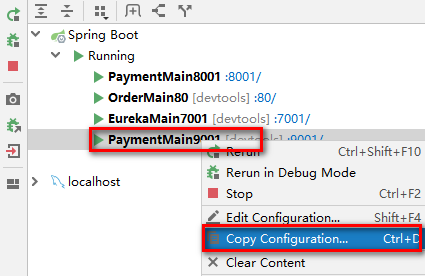 Spring Boot
Running
PaymentMain8001 :8001/
OrderMain80 [devtools] :80/
EurekaMain7001 [devtools] :7001/
PaymentMain9001 [devtools] :9001/
localhost
Rerun Ctrl+Shift+F10
Rerun in Debug Mode
Stop Ctrl+F2
Edit Configuration... Shift+F4
Copy Configuration... Ctrl+D
Clear Content